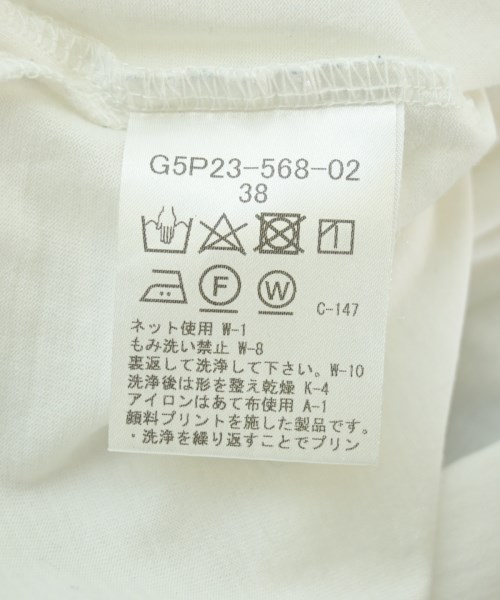 G5P23-568-02
38
F W
C-147
ネット使用 W-1
もみ洗い禁止 W-8
裏返して洗浄して下さい。W-10
洗浄後は形を整え乾燥 K-4
アイロンはあて布使用 A-1
顔料プリントを施した製品です。
・洗浄を繰り返すことでプリン